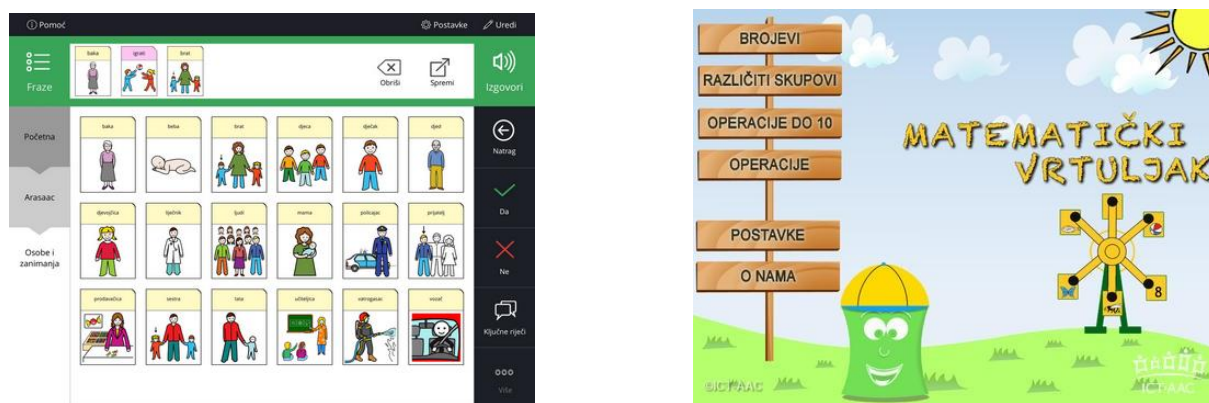 Pomoć
Postavke
Uredi
Fraze
baka
igrati
brat
Obriši
Spremi
Izgovori
Početna
Arasaac
Osobe i
zanimanja
baka
beba
brat
djeca
dječak
djed
djevojčica
liječnik
ljudi
mama
policajac
prijatelj
prodavačica
sestra
tata
učiteljica
vatrogasac
vozač
Natrag
Da
Ne
Ključne riječi
Više
BROJEVI
RAZLIČITI SKUPOVI
OPERACIJE DO 10
OPERACIJE
POSTAVKE
O NAMA
MATEMATIČKI
VRTULJAK
8
©ICT-AAC
ICT-AAC